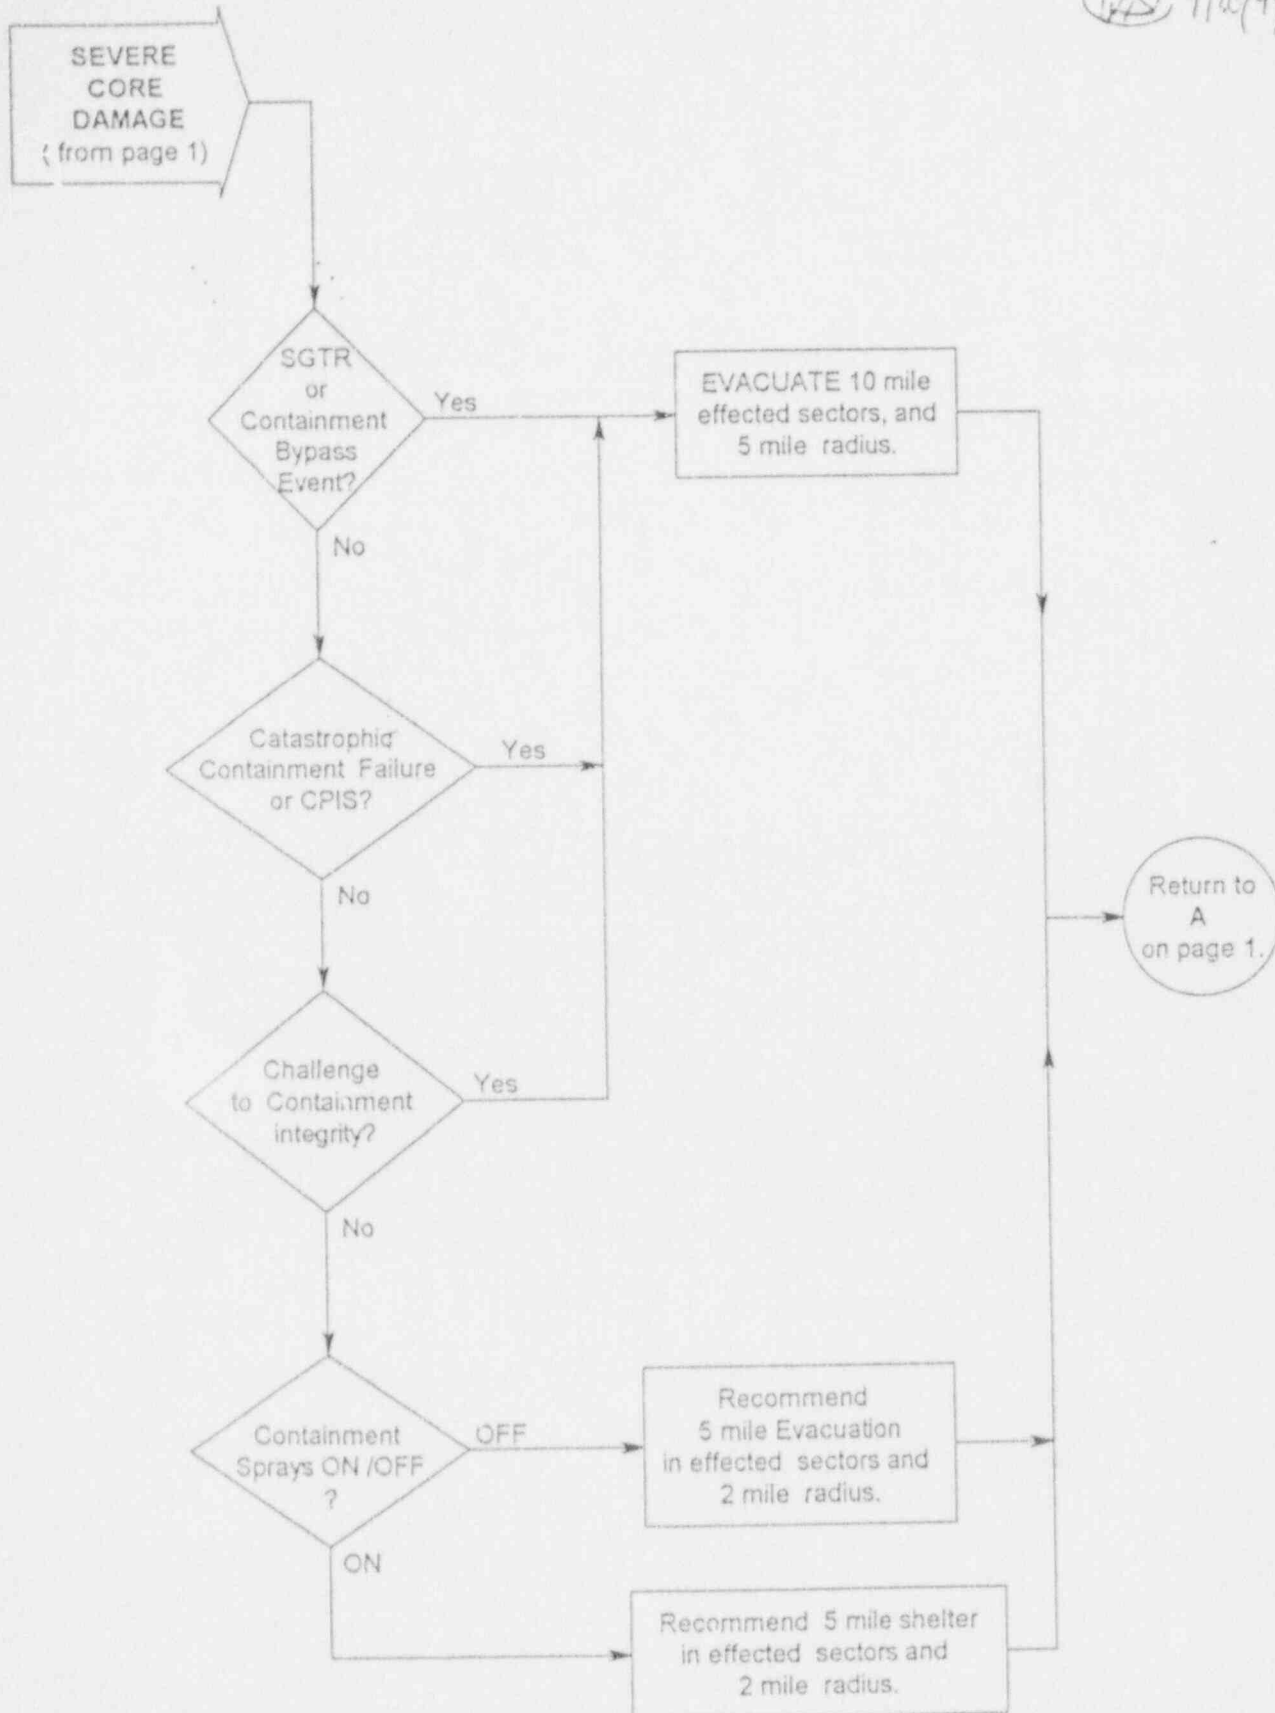 SEVERE
CORE
DAMAGE
( from page 1)
SGTR
or
Containment
Bypass
Event?
Yes
No
EVACUATE 10 mile
effected sectors, and
5 mile radius.
Catastrophic
Containment Failure
or CPIS?
Yes
No
Return to
A
on page 1.
Challenge
to Containment
integrity?
Yes
No
Containment
Sprays ON /OFF
?
OFF
ON
Recommend
5 mile Evacuation
in effected sectors and
2 mile radius.
Recommend 5 mile shelter
in effected sectors and
2 mile radius.